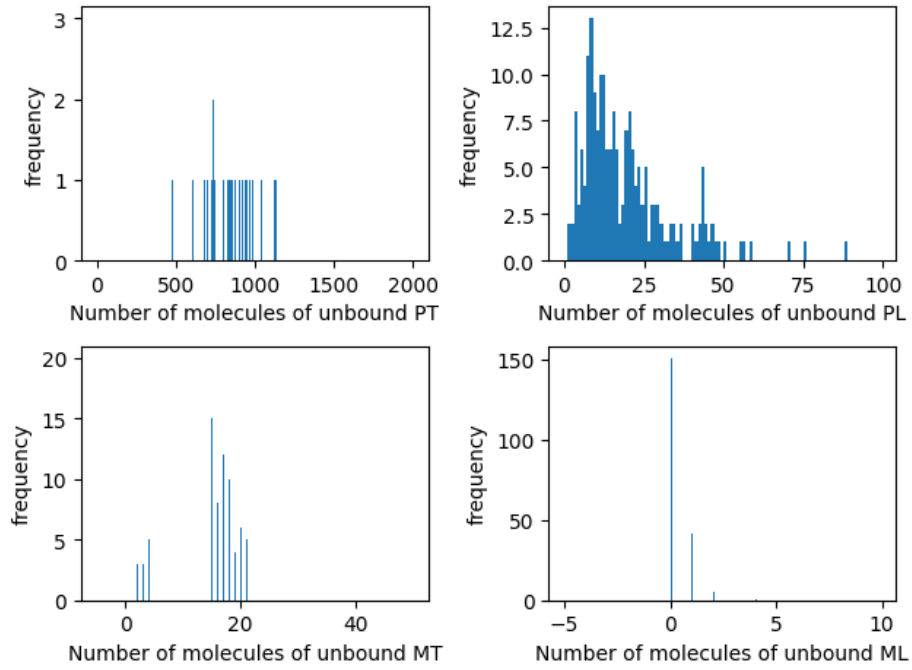 3
2
1
0
frequency
0 500 1000 1500 2000
Number of molecules of unbound PT
12.5
10.0
7.5
5.0
2.5
0.0
frequency
0 25 50 75 100
Number of molecules of unbound PL
20
15
10
5
0
frequency
0 20 40
Number of molecules of unbound MT
150
100
50
0
frequency
−5 0 5 10
Number of molecules of unbound ML